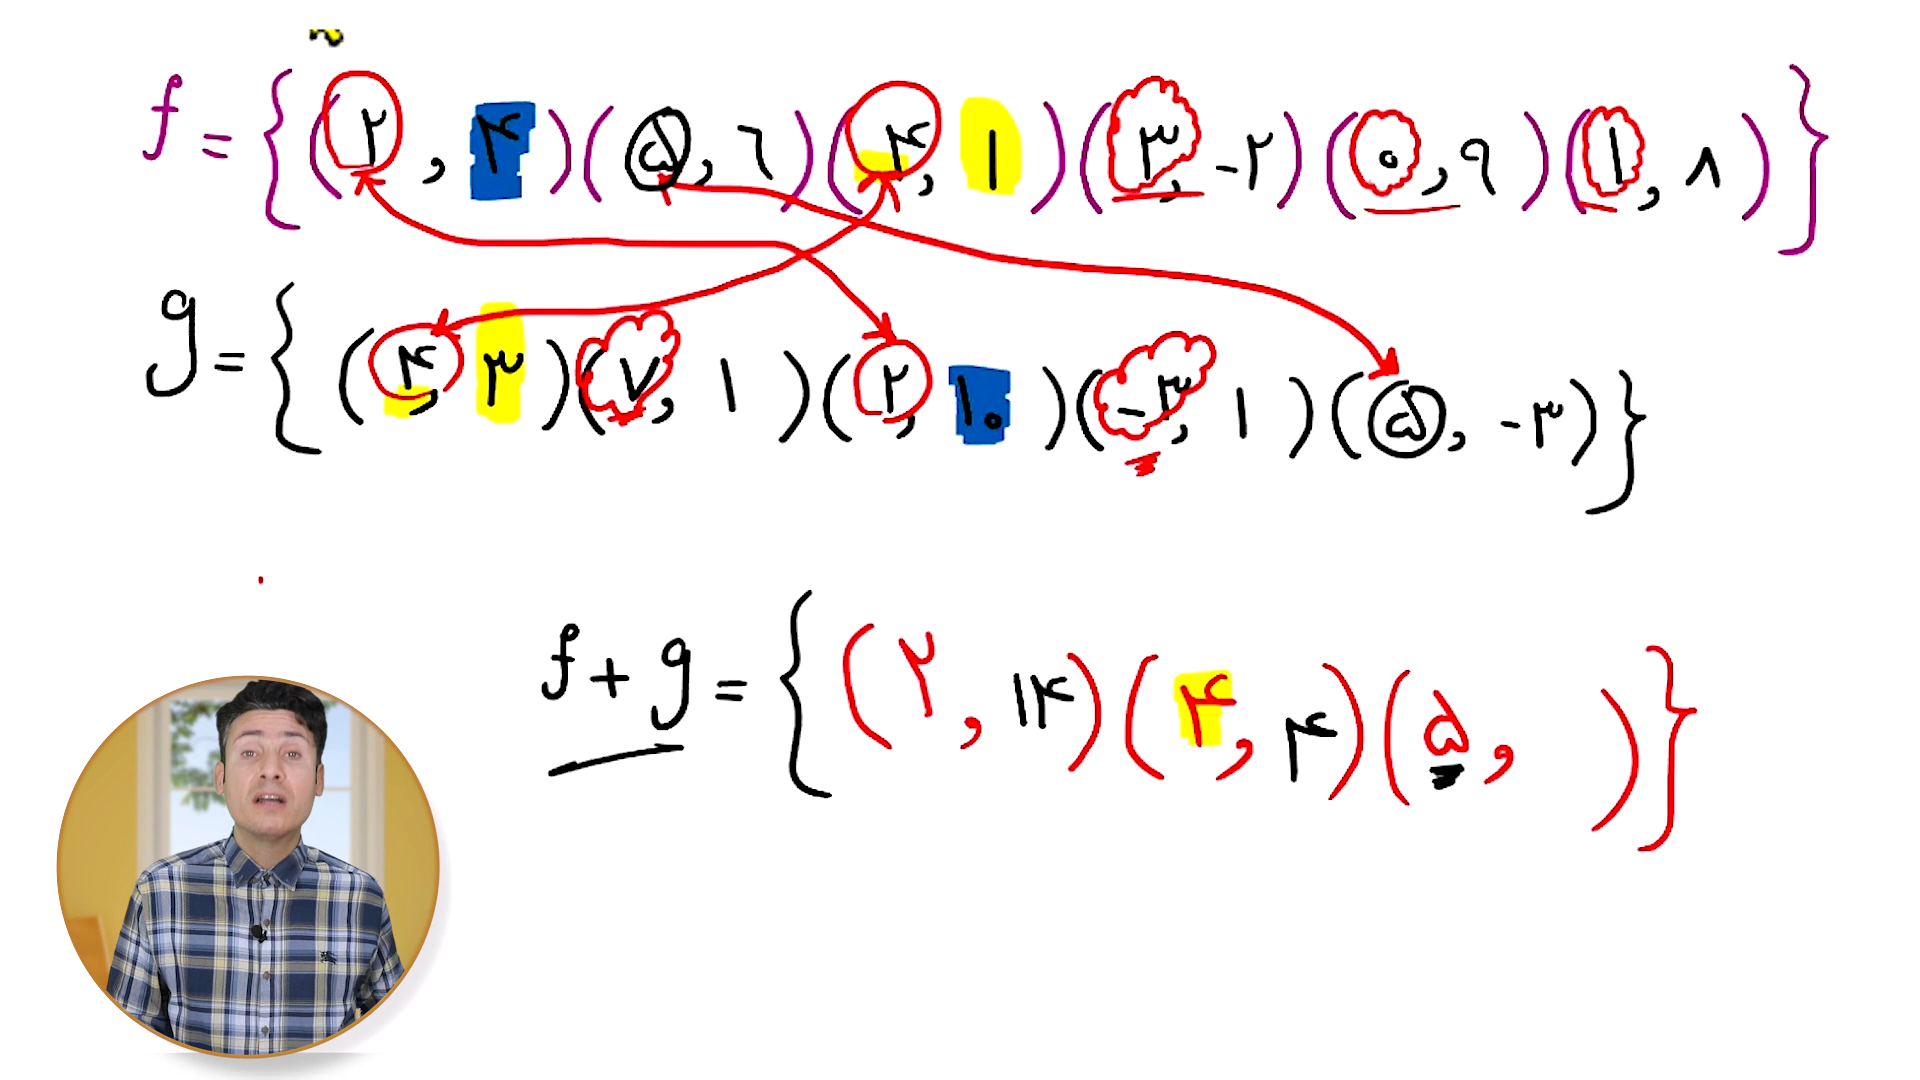 f = {(۲, ۴)(۵, ۶)(۴, ۱)(۳, -۲)(۰, ۹)(۱, ۸)}
g = {(۴, ۳)(۷, ۱)(۲, ۱۰)(-۳, ۱)(۵, -۳)}
f + g = {(۲, ۱۴)(۴, ۴)(۵, )}